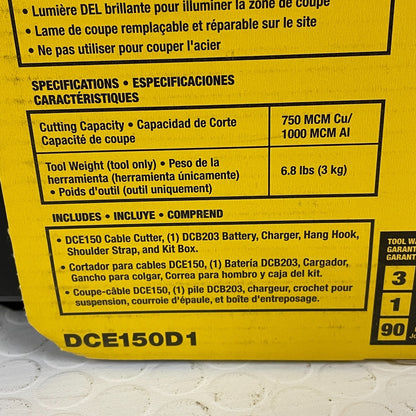 • Lumière DEL brillante pour illuminer la zone de coupe
• Lame de coupe remplaçable et réparable sur le site
• Ne pas utiliser pour couper l'acier
SPECIFICATIONS • ESPECIFICACIONES
CARACTÉRISTIQUES
Cutting Capacity • Capacidad de Corte
Capacité de coupe
750 MCM Cu/
1000 MCM Al
Tool Weight (tool only) • Peso de la
herramienta (herramienta únicamente)
• Poids d'outil (outil uniquement)
6.8 lbs (3 kg)
INCLUDES • INCLUYE • COMPREND
• DCE150 Cable Cutter, (1) DCB203 Battery, Charger, Hang Hook,
Shoulder Strap, and Kit Box.
• Cortador para cables DCE150, (1) Batería DCB203, Cargador,
Gancho para colgar, Correa para hombro y caja del kit.
• Coupe-câble DCE150, (1) pile DCB203, chargeur, crochet pour
suspension, courroie d'épaule, et boîte d'entreposage.
DCE150D1
TOOL
GARANT
GARANT
3
1
90